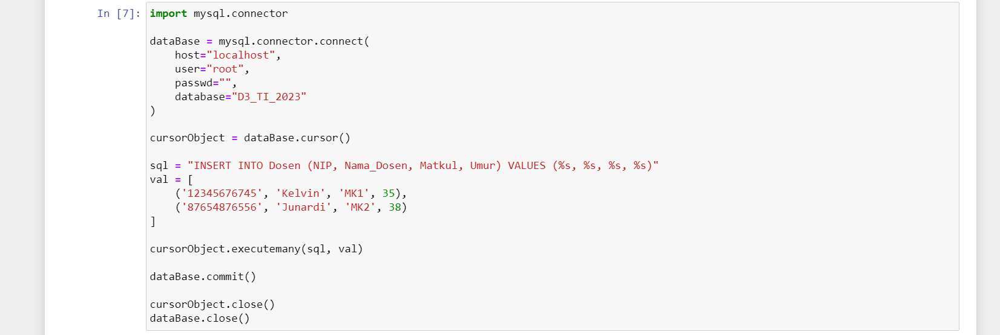 In [7]: import mysql.connector
dataBase = mysql.connector.connect(
    host="localhost",
    user="root",
    passwd="",
    database="D3_TI_2023"
)
cursorObject = dataBase.cursor()
sql = "INSERT INTO Dosen (NIP, Nama_Dosen, Matkul, Umur) VALUES (%s, %s, %s, %s)"
val = [
    ('12345676745', 'Kelvin', 'MK1', 35),
    ('87654876556', 'Junardi', 'MK2', 38)
]
cursorObject.executemany(sql, val)
dataBase.commit()
cursorObject.close()
dataBase.close()